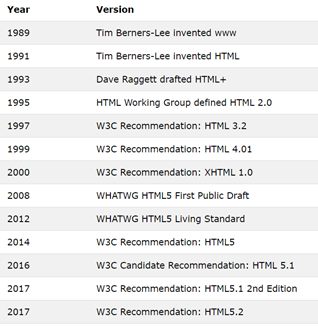 Year Version
1989 Tim Berners-Lee invented www
1991 Tim Berners-Lee invented HTML
1993 Dave Raggett drafted HTML+
1995 HTML Working Group defined HTML 2.0
1997 W3C Recommendation: HTML 3.2
1999 W3C Recommendation: HTML 4.01
2000 W3C Recommendation: XHTML 1.0
2008 WHATWG HTML5 First Public Draft
2012 WHATWG HTML5 Living Standard
2014 W3C Recommendation: HTML5
2016 W3C Candidate Recommendation: HTML 5.1
2017 W3C Recommendation: HTML5.1 2nd Edition
2017 W3C Recommendation: HTML5.2